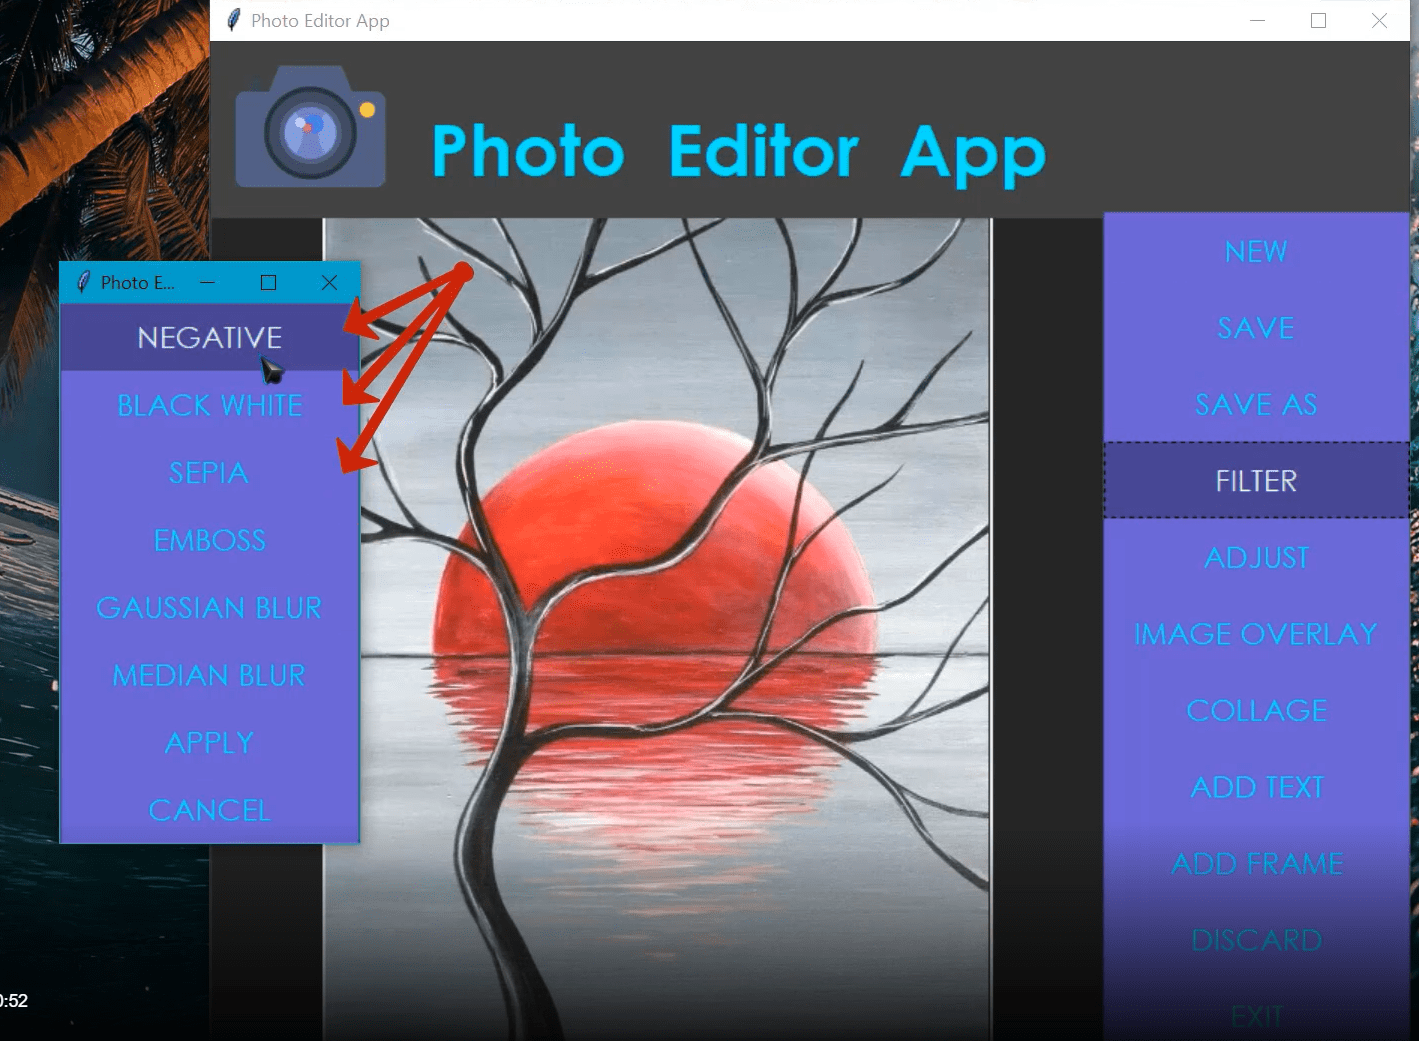 Photo Editor App
Photo Editor App
Photo E...
NEGATIVE
BLACK WHITE
SEPIA
EMBOSS
GAUSSIAN BLUR
MEDIAN BLUR
APPLY
CANCEL
NEW
SAVE
SAVE AS
FILTER
ADJUST
IMAGE OVERLAY
COLLAGE
ADD TEXT
ADD FRAME
DISCARD
EXIT
0:52